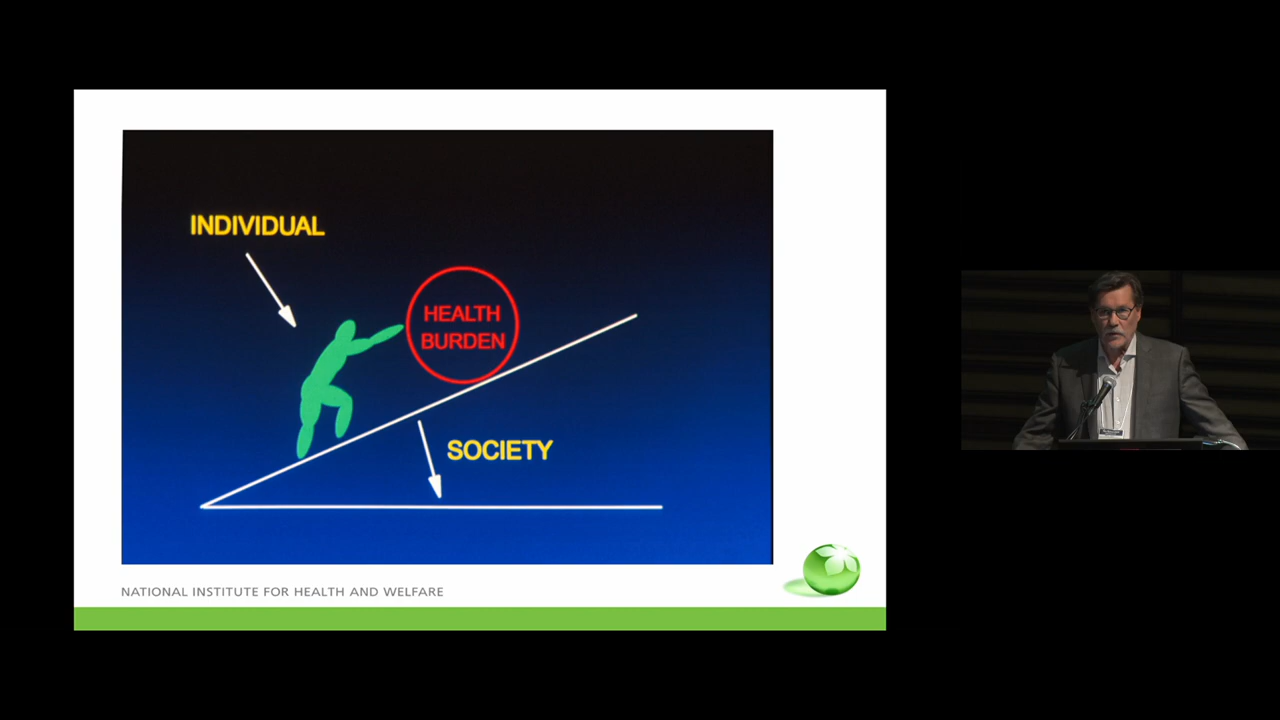 INDIVIDUAL
HEALTH
BURDEN
SOCIETY
NATIONAL INSTITUTE FOR HEALTH AND WELFARE